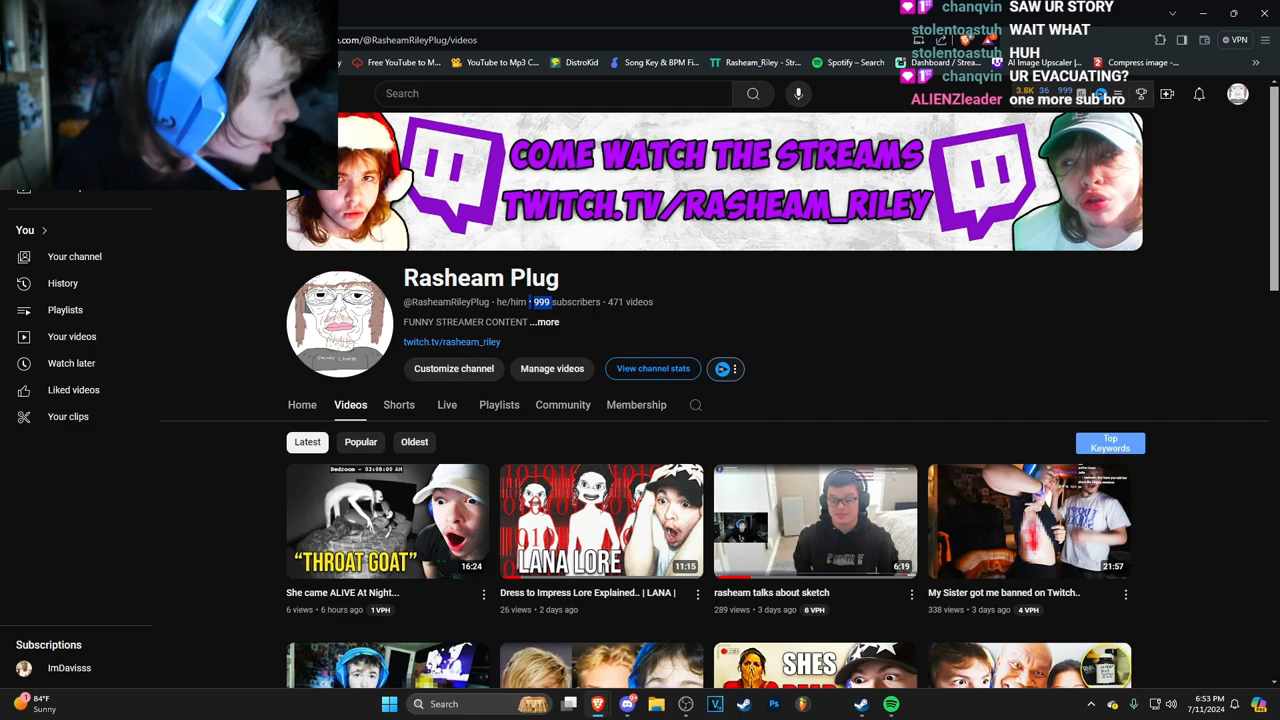 chanqvin SAW UR STORY
stolentoastuh WAIT WHAT
stolentoastuh HUH
chanqvin UR EVACUATING?
ALIENZleader one more sub bro
e.com/@RasheamRileyPlug/videos
VPN
Free YouTube to M...
YouTube to Mp3 C...
DistroKid
Song Key & BPM Fi...
Rasheam_Riley - Str...
Spotify – Search
Dashboard / Strea...
AI Image Upscaler |...
Compress image -...
Search
3.8K 36 999
COME WATCH THE STREAMS
TWITCH.TV/RASHEAM_RILEY
You
Your channel
History
Playlists
Your videos
Watch later
Liked videos
Your clips
Subscriptions
ImDavisss
Rasheam Plug
@RasheamRileyPlug · he/him · 999 subscribers · 471 videos
FUNNY STREAMER CONTENT ...more
twitch.tv/rasheam_riley
Customize channel
Manage videos
View channel stats
Home
Videos
Shorts
Live
Playlists
Community
Membership
Latest
Popular
Oldest
Top
Keywords
Bedroom - 03:00:00 AM
"THROAT GOAT"
16:24
She came ALIVE At Night...
6 views • 6 hours ago 1 VPH
LANA LORE
11:15
Dress to Impress Lore Explained.. | LANA |
26 views • 2 days ago
6:19
rasheam talks about sketch
289 views • 3 days ago 6 VPH
21:57
My Sister got me banned on Twitch..
338 views • 3 days ago 4 VPH
SHES
84°F
Sunny
Search
6:53 PM
7/11/2024